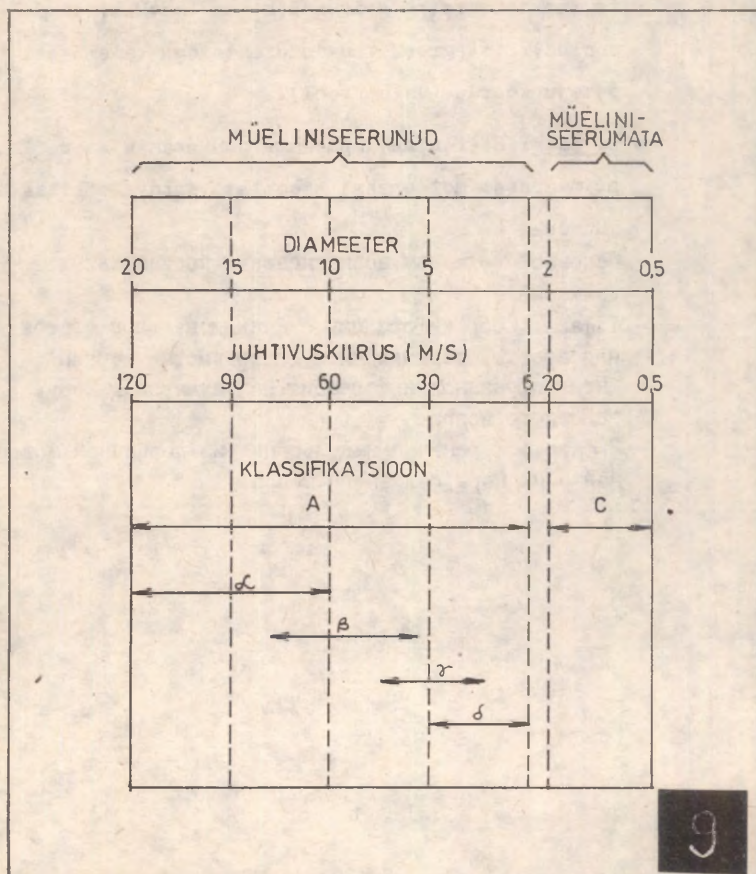 MÜELINISEERUNUD
MÜELINI-
SEERUMATA
DIAMEETER
20 15 10 5 2 0,5
JUHTIVUSKIIRUS (M/S)
120 90 60 30 6 20 0,5
KLASSIFIKATSIOON
A C
α
β
γ
δ
9